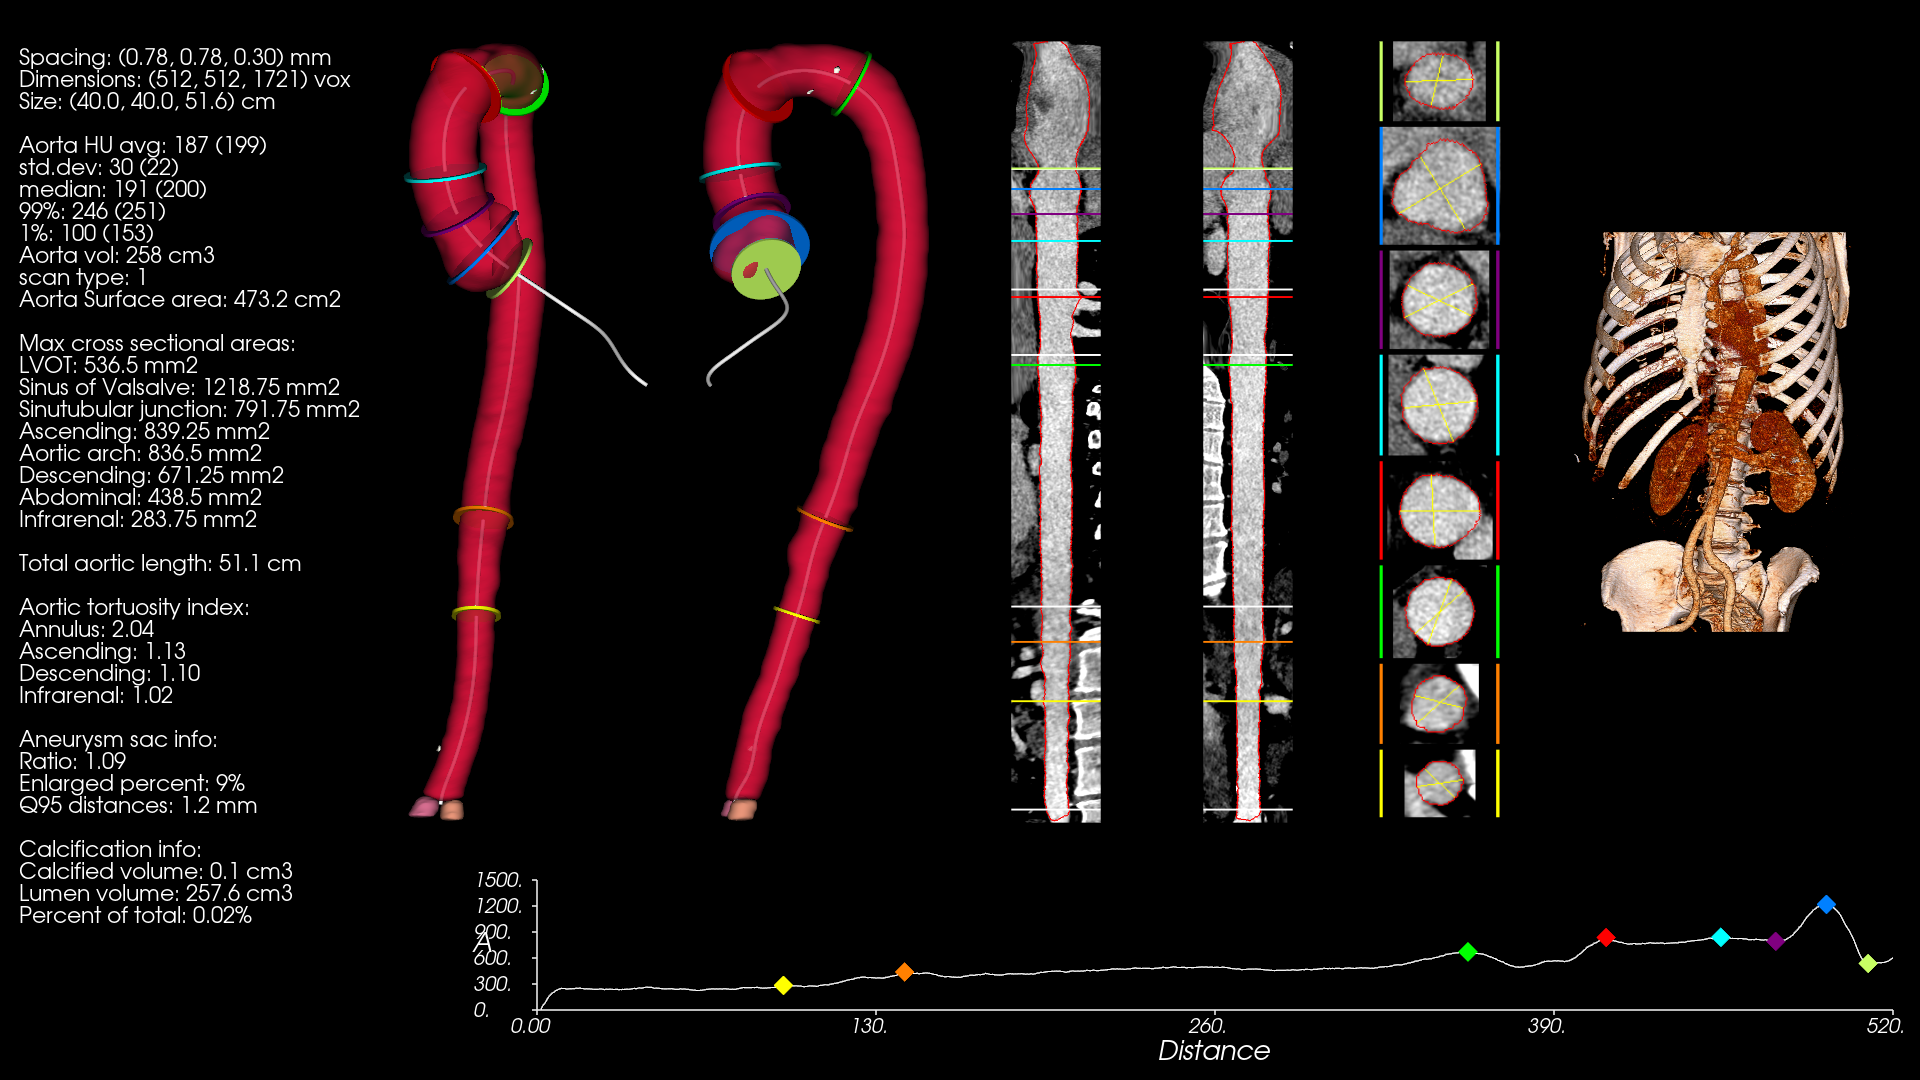 Spacing: (0.78, 0.78, 0.30) mm
Dimensions: (512, 512, 1721) vox
Size: (40.0, 40.0, 51.6) cm
Aorta HU avg: 187 (199)
std.dev: 30 (22)
median: 191 (200)
99%: 246 (251)
1%: 100 (153)
Aorta vol: 258 cm3
scan type: 1
Aorta Surface area: 473.2 cm2
Max cross sectional areas:
LVOT: 536.5 mm2
Sinus of Valsalve: 1218.75 mm2
Sinutubular junction: 791.75 mm2
Ascending: 839.25 mm2
Aortic arch: 836.5 mm2
Descending: 671.25 mm2
Abdominal: 438.5 mm2
Infrarenal: 283.75 mm2
Total aortic length: 51.1 cm
Aortic tortuosity index:
Annulus: 2.04
Ascending: 1.13
Descending: 1.10
Infrarenal: 1.02
Aneurysm sac info:
Ratio: 1.09
Enlarged percent: 9%
Q95 distances: 1.2 mm
Calcification info:
Calcified volume: 0.1 cm3
Lumen volume: 257.6 cm3
Percent of total: 0.02%
1500.
1200.
900.
A
600.
300.
0.
0.00 130. 260. 390. 520.
Distance